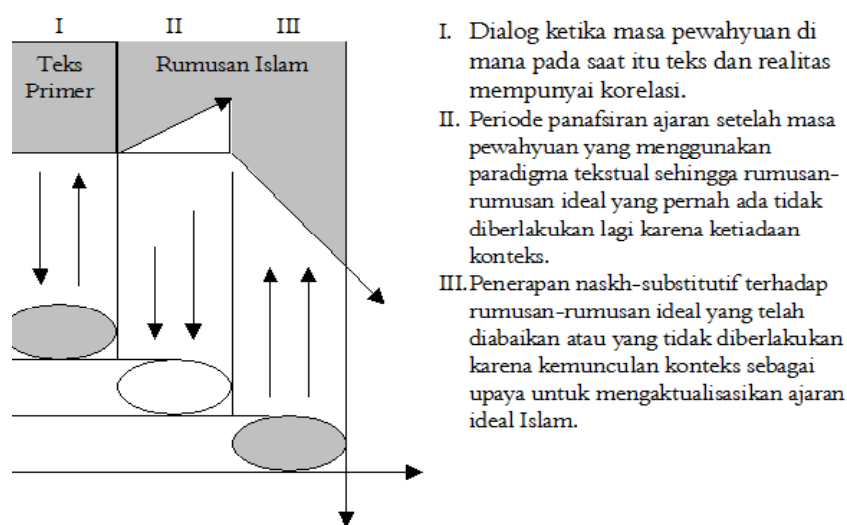 I II III
Teks Rumusan Islam
Primer
I. Dialog ketika masa pewahyuan di
mana pada saat itu teks dan realitas
mempunyai korelasi.
II. Periode panafsiran ajaran setelah masa
pewahyuan yang menggunakan
paradigma tekstual sehingga rumusan-
rumusan ideal yang pernah ada tidak
diberlakukan lagi karena ketiadaan
konteks.
III. Penerapan naskh-substitutif terhadap
rumusan-rumusan ideal yang telah
diabaikan atau yang tidak diberlakukan
karena kemunculan konteks sebagai
upaya untuk mengaktualisasikan ajaran
ideal Islam.